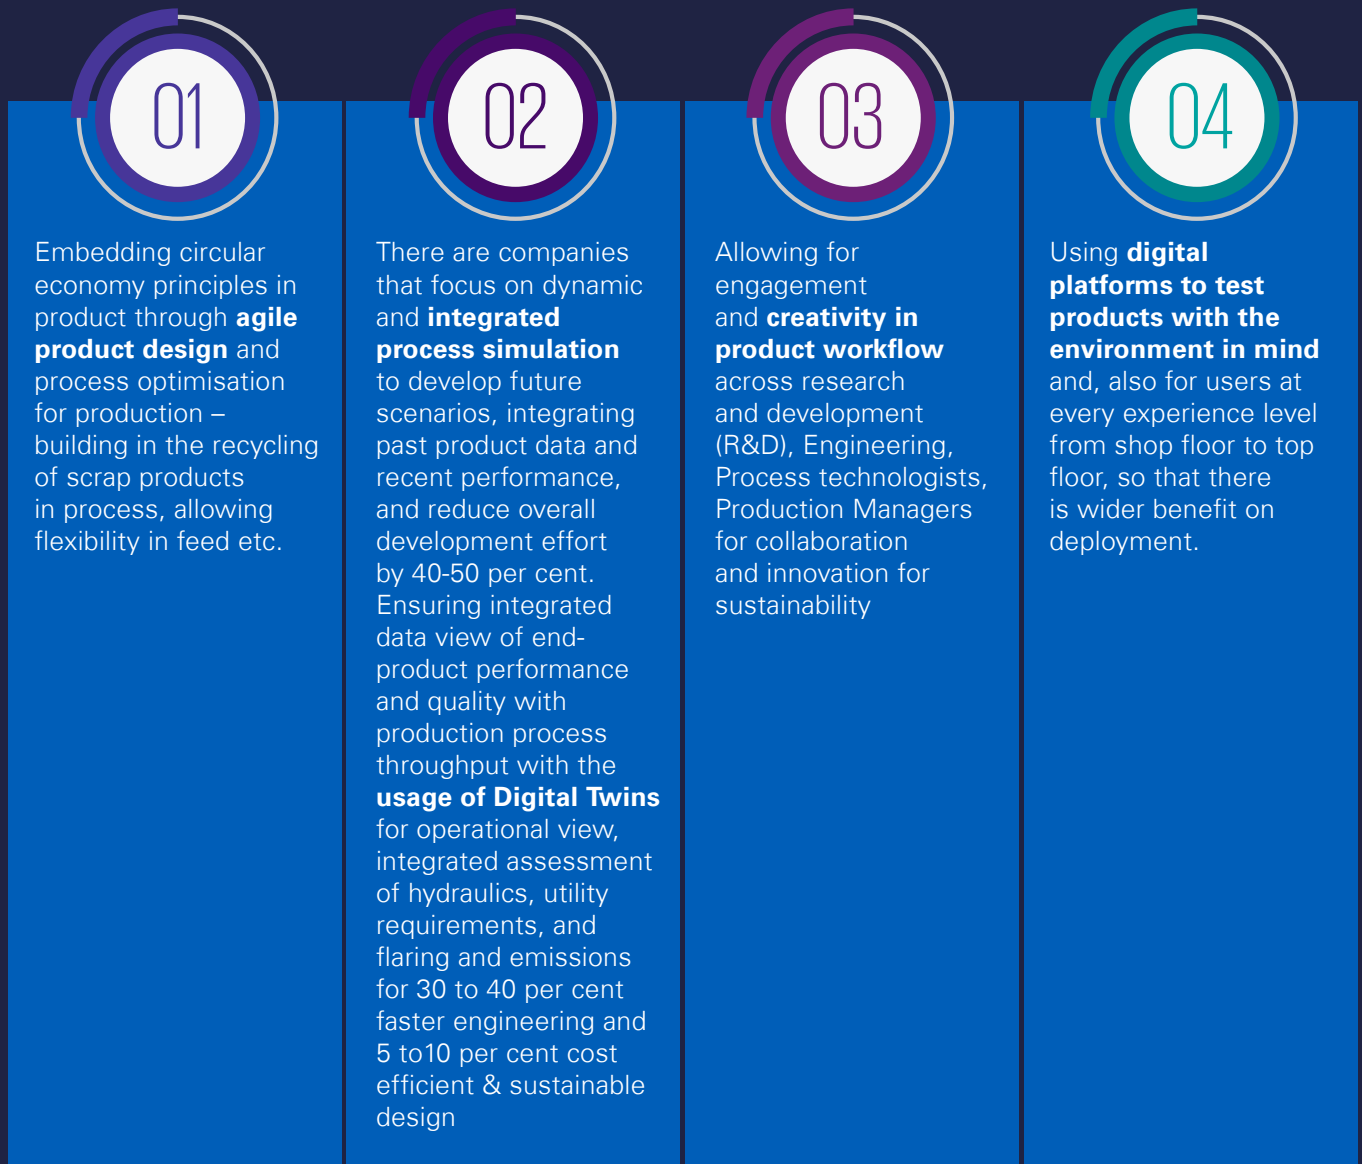 01
Embedding circular
economy principles in
product through agile
product design and
process optimisation
for production –
building in the recycling
of scrap products
in process, allowing
flexibility in feed etc.
02
There are companies
that focus on dynamic
and integrated
process simulation
to develop future
scenarios, integrating
past product data and
recent performance,
and reduce overall
development effort
by 40-50 per cent.
Ensuring integrated
data view of end-
product performance
and quality with
production process
throughput with the
usage of Digital Twins
for operational view,
integrated assessment
of hydraulics, utility
requirements, and
flaring and emissions
for 30 to 40 per cent
faster engineering and
5 to10 per cent cost
efficient & sustainable
design
03
Allowing for
engagement
and creativity in
product workflow
across research
and development
(R&D), Engineering,
Process technologists,
Production Managers
for collaboration
and innovation for
sustainability
04
Using digital
platforms to test
products with the
environment in mind
and, also for users at
every experience level
from shop floor to top
floor, so that there
is wider benefit on
deployment.